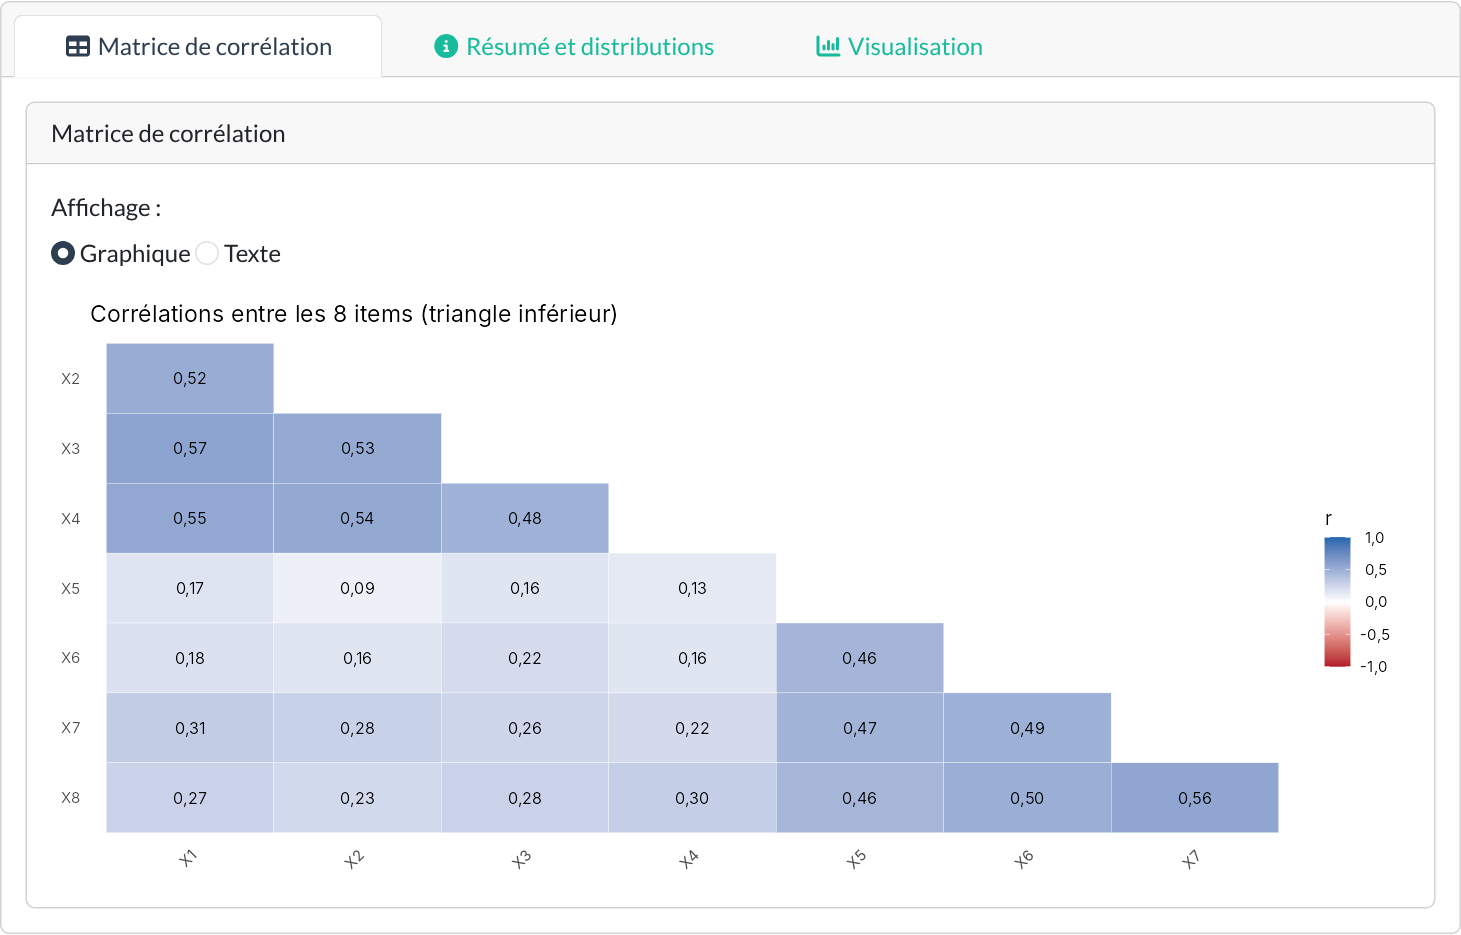 Matrice de corrélation Résumé et distributions Visualisation
Matrice de corrélation
Affichage :
Graphique Texte
Corrélations entre les 8 items (triangle inférieur)
X2 0,52
X3 0,57 0,53
X4 0,55 0,54 0,48
X5 0,17 0,09 0,16 0,13
X6 0,18 0,16 0,22 0,16 0,46
X7 0,31 0,28 0,26 0,22 0,47 0,49
X8 0,27 0,23 0,28 0,30 0,46 0,50 0,56
X1 X2 X3 X4 X5 X6 X7
r
1,0
0,5
0,0
-0,5
-1,0